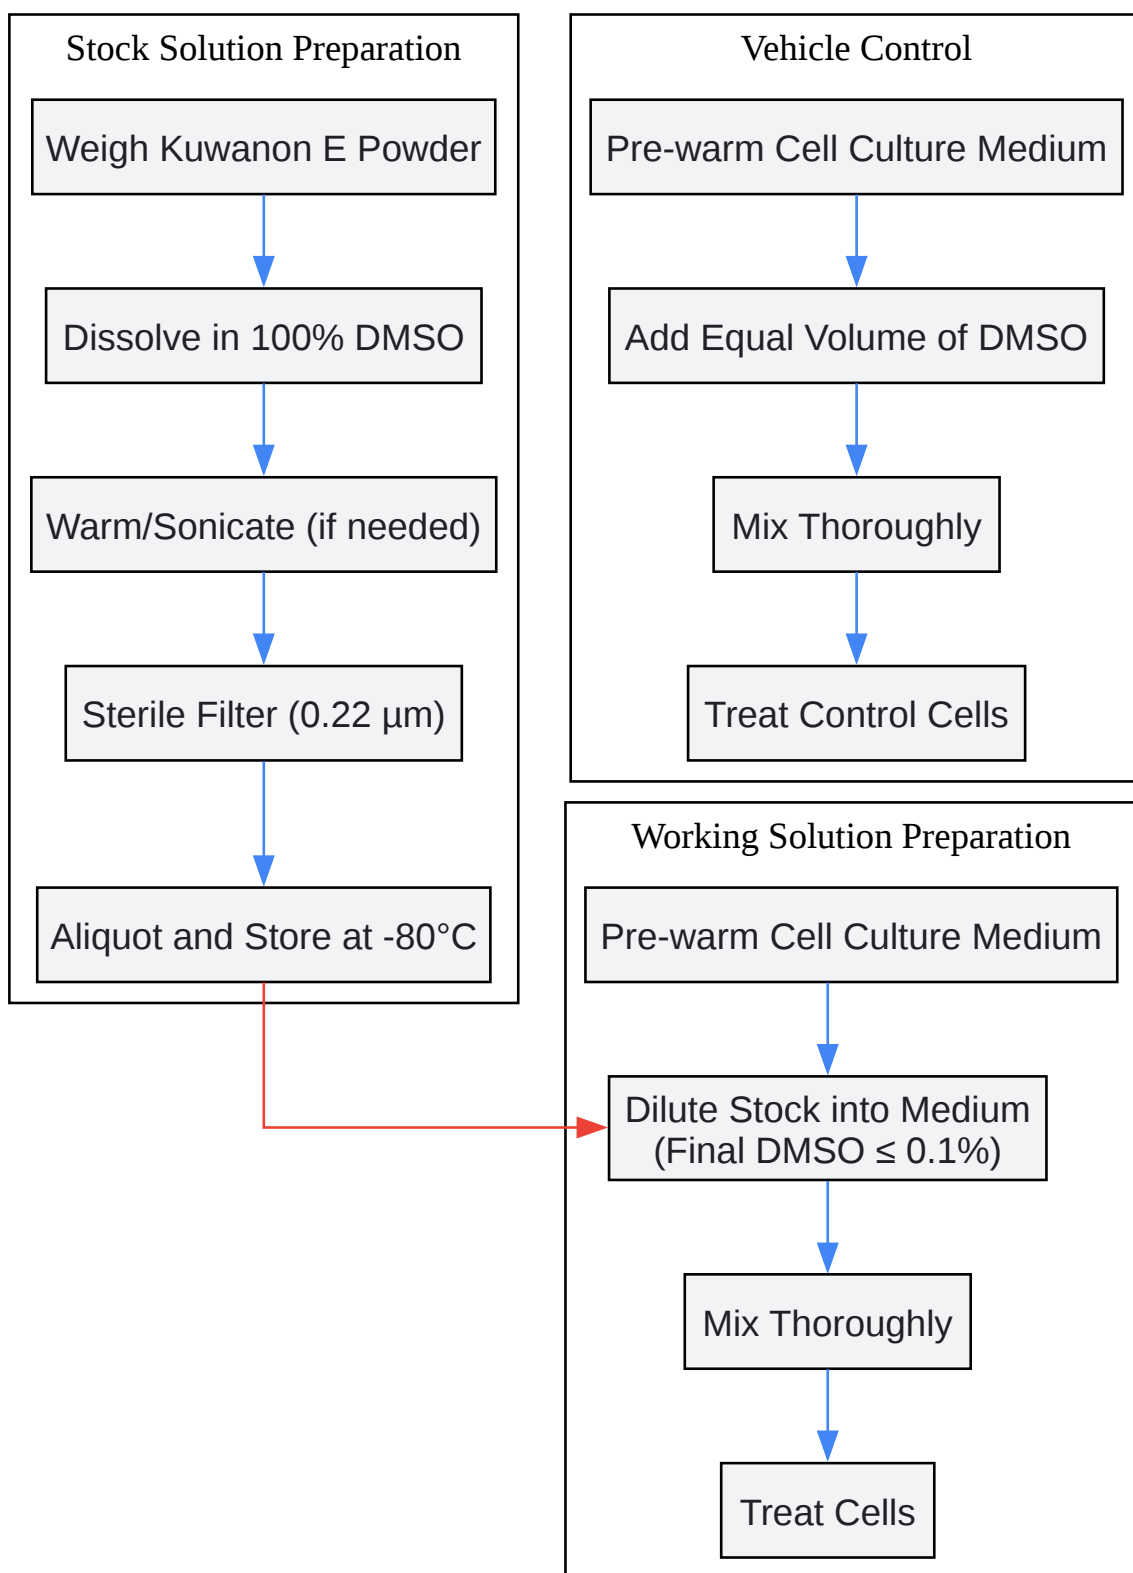 Stock Solution Preparation
Weigh Kuwanon E Powder
Dissolve in 100% DMSO
Warm/Sonicate (if needed)
Sterile Filter (0.22 µm)
Aliquot and Store at -80°C
Vehicle Control
Pre-warm Cell Culture Medium
Add Equal Volume of DMSO
Mix Thoroughly
Treat Control Cells
Working Solution Preparation
Pre-warm Cell Culture Medium
Dilute Stock into Medium
(Final DMSO ≤ 0.1%)
Mix Thoroughly
Treat Cells